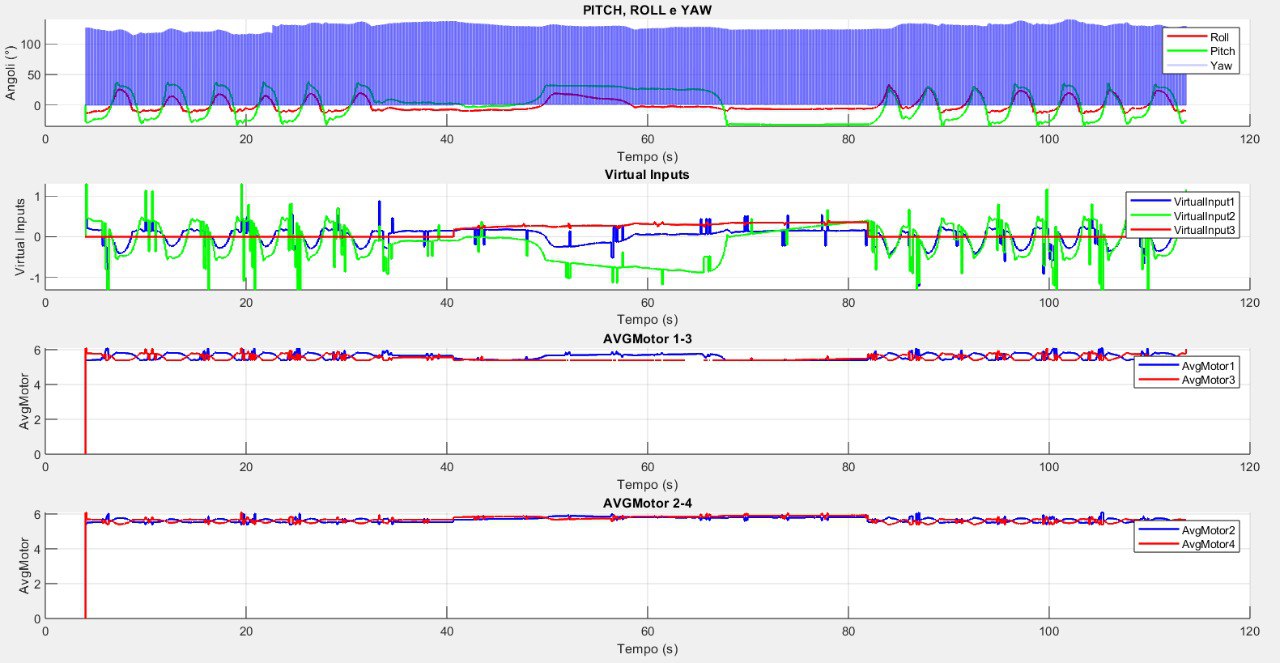 PITCH, ROLL e YAW
Angoli (°)
100
50
0
Roll
Pitch
Yaw
0 20 40 60 80 100 120
Tempo (s)
Virtual Inputs
Virtual Inputs
1
0
-1
VirtualInput1
VirtualInput2
VirtualInput3
0 20 40 60 80 100 120
Tempo (s)
AVGMotor 1-3
AvgMotor
6
4
2
0
AvgMotor1
AvgMotor3
0 20 40 60 80 100 120
Tempo (s)
AVGMotor 2-4
AvgMotor
6
4
2
0
AvgMotor2
AvgMotor4
0 20 40 60 80 100 120
Tempo (s)